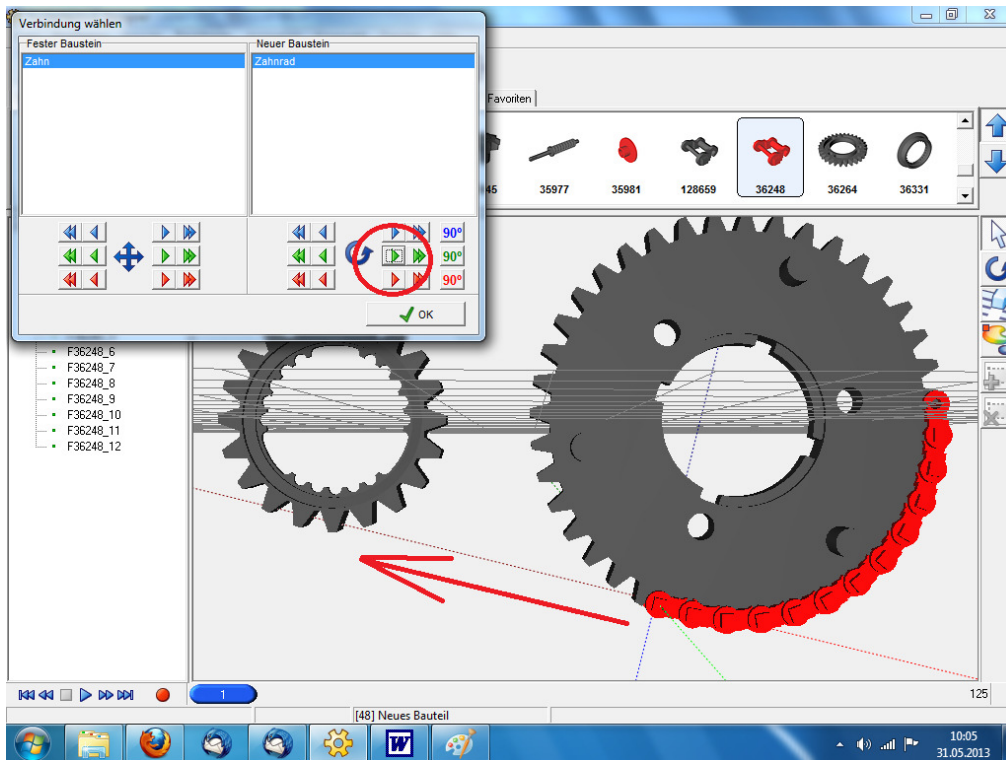 Verbindung wählen
Fester Baustein
Neuer Baustein
Zahn
Zahnrad
90°
90°
90°
OK
Favoriten
45
35977
35981
128659
36248
36264
36331
F36248_6
F36248_7
F36248_8
F36248_9
F36248_10
F36248_11
F36248_12
1
125
[48] Neues Bauteil
W
10:05
31.05.2013